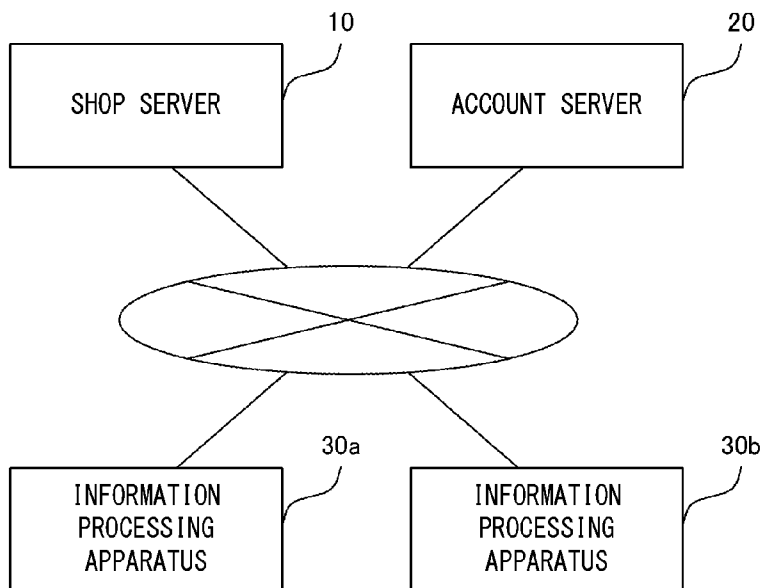 10
20
SHOP SERVER
ACCOUNT SERVER
30a
30b
INFORMATION
PROCESSING
APPARATUS
INFORMATION
PROCESSING
APPARATUS